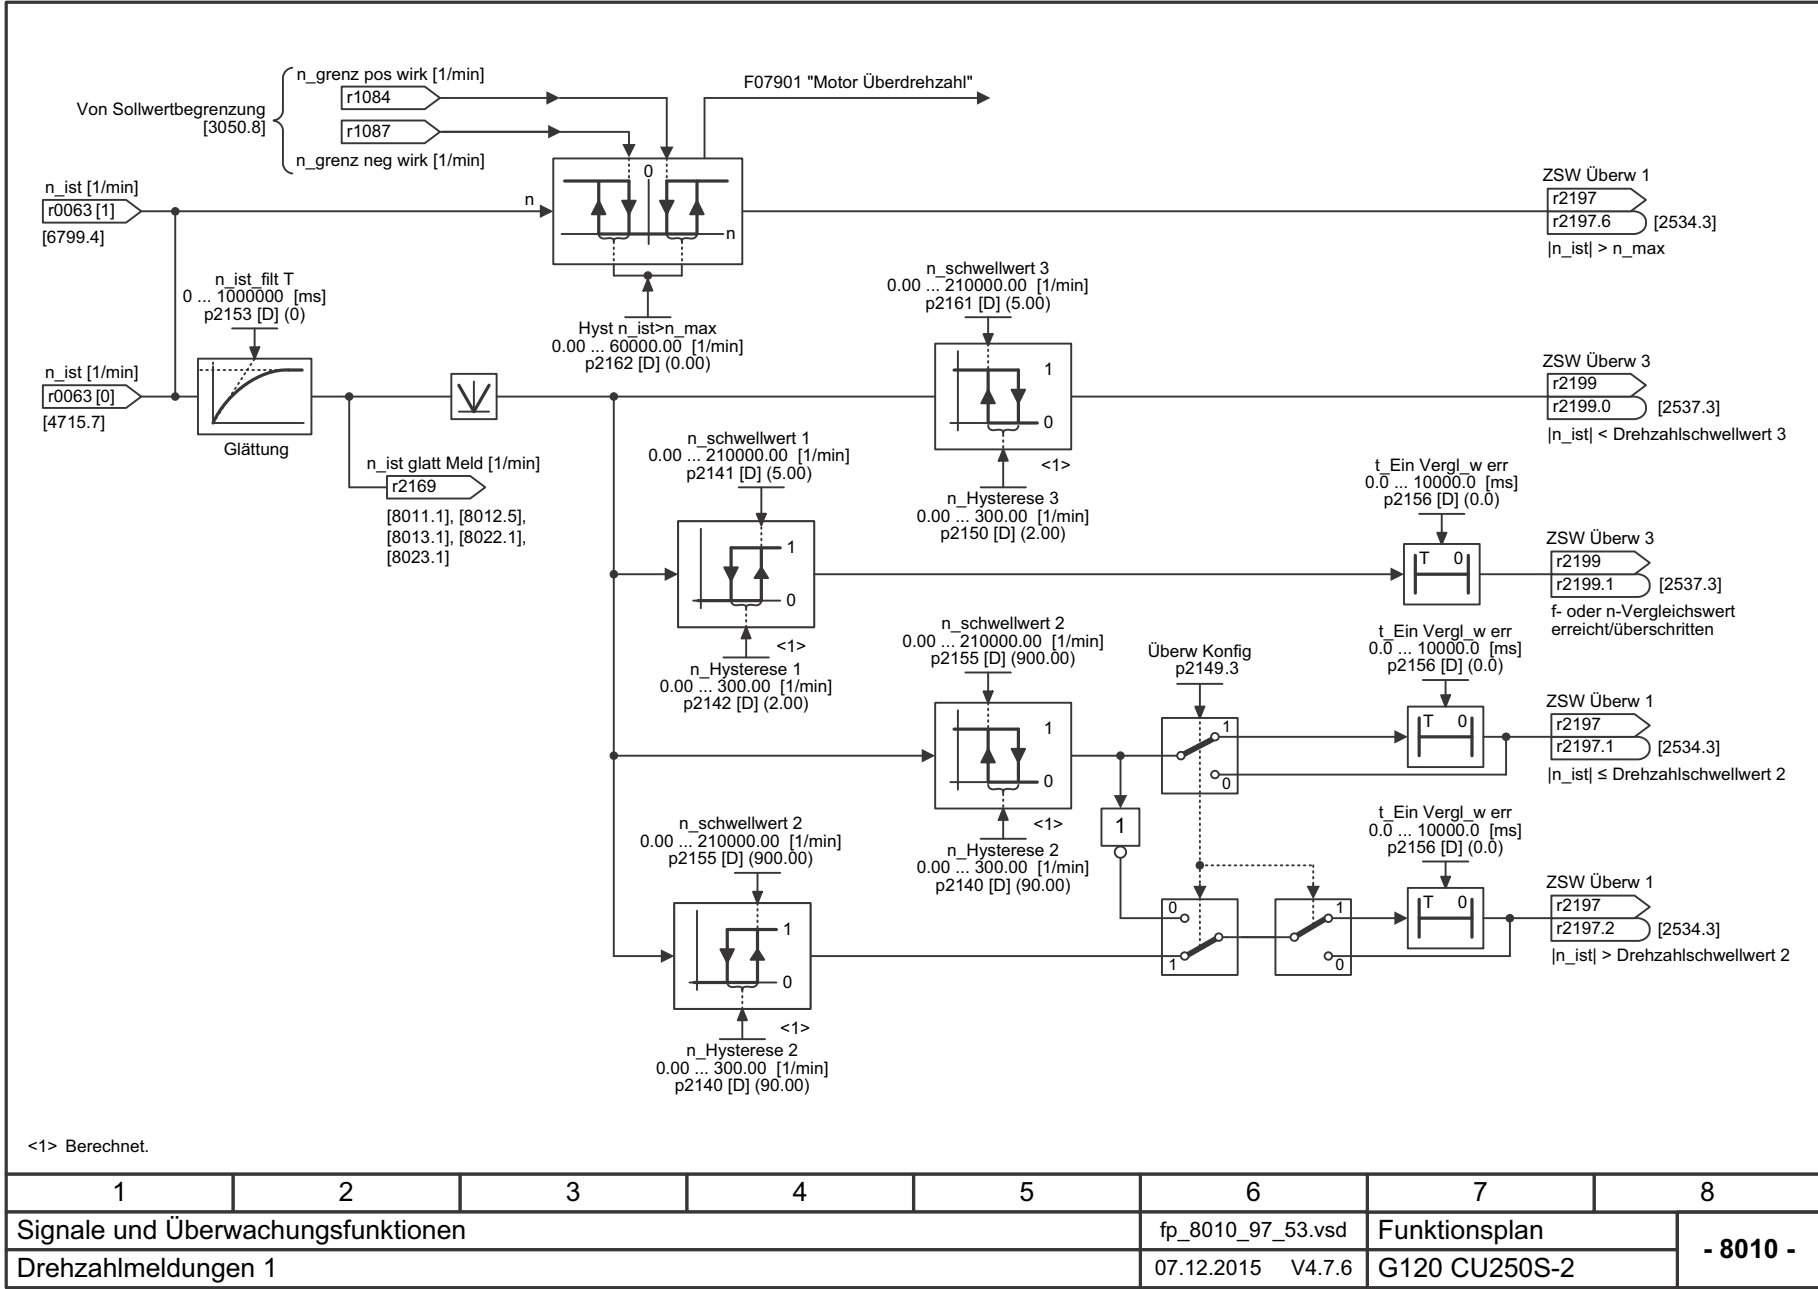 n_grenz pos wirk [1/min]
r1084
Von Sollwertbegrenzung
[3050.8]
r1087
n_grenz neg wirk [1/min]
F07901 "Motor Überdrehzahl"
n_ist [1/min]
r0063 [1]
[6799.4]
n
0
n
ZSW Überw 1
r2197
r2197.6 [2534.3]
|n_ist| > n_max
n_ist_filt T
0 ... 1000000 [ms]
p2153 [D] (0)
Hyst n_ist>n_max
0.00 ... 60000.00 [1/min]
p2162 [D] (0.00)
n_schwellwert 3
0.00 ... 210000.00 [1/min]
p2161 [D] (5.00)
n_ist [1/min]
r0063 [0]
[4715.7]
Glättung
1
0
ZSW Überw 3
r2199
r2199.0 [2537.3]
|n_ist| < Drehzahlschwellwert 3
n_ist glatt Meld [1/min]
r2169
[8011.1], [8012.5],
[8013.1], [8022.1],
[8023.1]
n_schwellwert 1
0.00 ... 210000.00 [1/min]
p2141 [D] (5.00)
<1>
n_Hysterese 3
0.00 ... 300.00 [1/min]
p2150 [D] (2.00)
t_Ein Vergl_w err
0.0 ... 10000.0 [ms]
p2156 [D] (0.0)
1
0
T 0
ZSW Überw 3
r2199
r2199.1 [2537.3]
f- oder n-Vergleichswert
erreicht/überschritten
<1>
n_Hysterese 1
0.00 ... 300.00 [1/min]
p2142 [D] (2.00)
n_schwellwert 2
0.00 ... 210000.00 [1/min]
p2155 [D] (900.00)
Überw Konfig
p2149.3
t_Ein Vergl_w err
0.0 ... 10000.0 [ms]
p2156 [D] (0.0)
1
0
1
0
T 0
ZSW Überw 1
r2197
r2197.1 [2534.3]
|n_ist| ≤ Drehzahlschwellwert 2
<1>
n_Hysterese 2
0.00 ... 300.00 [1/min]
p2140 [D] (90.00)
1
n_schwellwert 2
0.00 ... 210000.00 [1/min]
p2155 [D] (900.00)
t_Ein Vergl_w err
0.0 ... 10000.0 [ms]
p2156 [D] (0.0)
1
0
0
1
1
0
T 0
ZSW Überw 1
r2197
r2197.2 [2534.3]
|n_ist| > Drehzahlschwellwert 2
<1>
n_Hysterese 2
0.00 ... 300.00 [1/min]
p2140 [D] (90.00)
<1> Berechnet.
1 2 3 4 5 6 7 8
Signale und Überwachungsfunktionen fp_8010_97_53.vsd Funktionsplan
- 8010 -
Drehzahlmeldungen 1 07.12.2015 V4.7.6 G120 CU250S-2